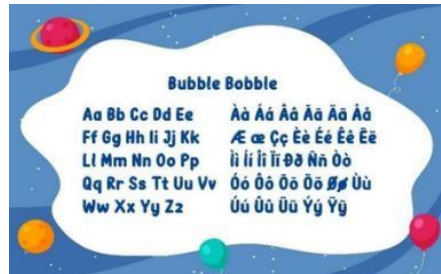 Bubble Bobble
Aa Bb Cc Dd Ee
Ff Gg Hh Ii Jj Kk
Ll Mm Nn Oo Pp
Qq Rr Ss Tt Uu Vv
Ww Xx Yy Zz
Àà Áá Ââ Ãã Ää Åå
Æ æ Çç Èè Éé Êê Ëë
Ìì Íí Îî Ïï Ðð Ññ Òò
Óó Ôô Õõ Öö Øø Ùù
Úú Ûû Üü Ýý Ÿÿ